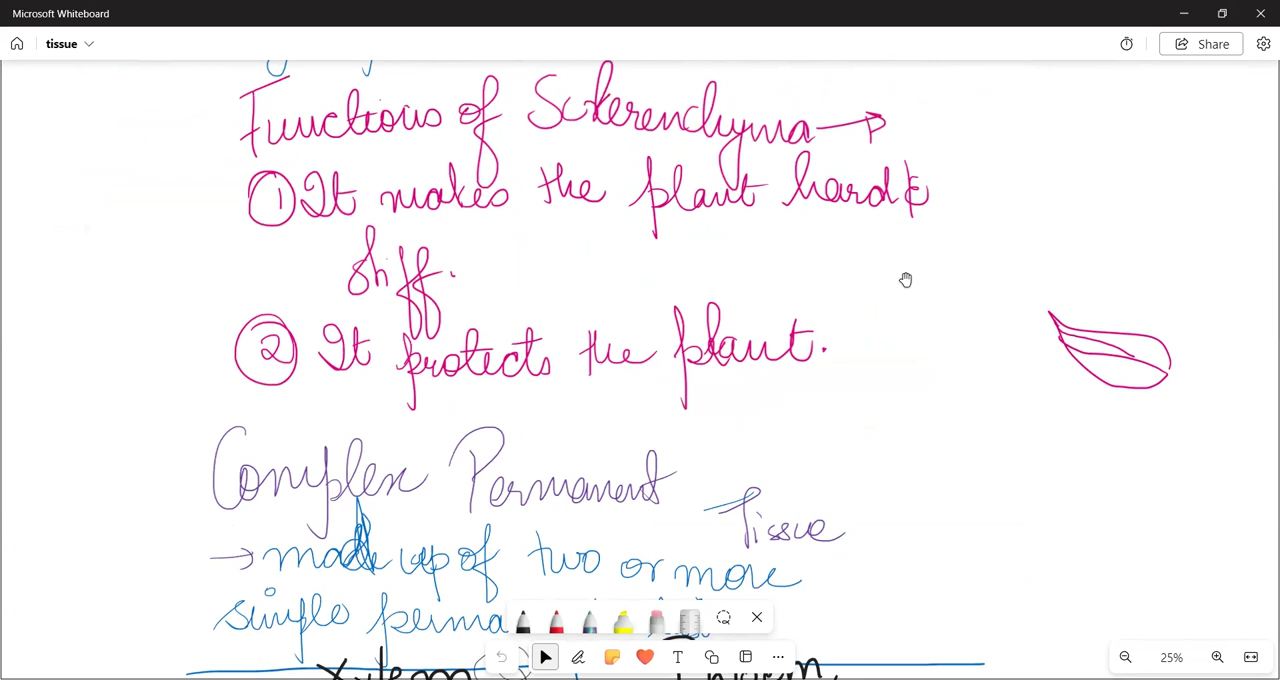 Microsoft Whiteboard
tissue
Share
Functions of Sclerenchyma →
① It makes the plant hard &
stiff.
② It protects the plant.
Complex Permanent
Tissue
→ made up of two or more
simple perma
T
25%
Xylem